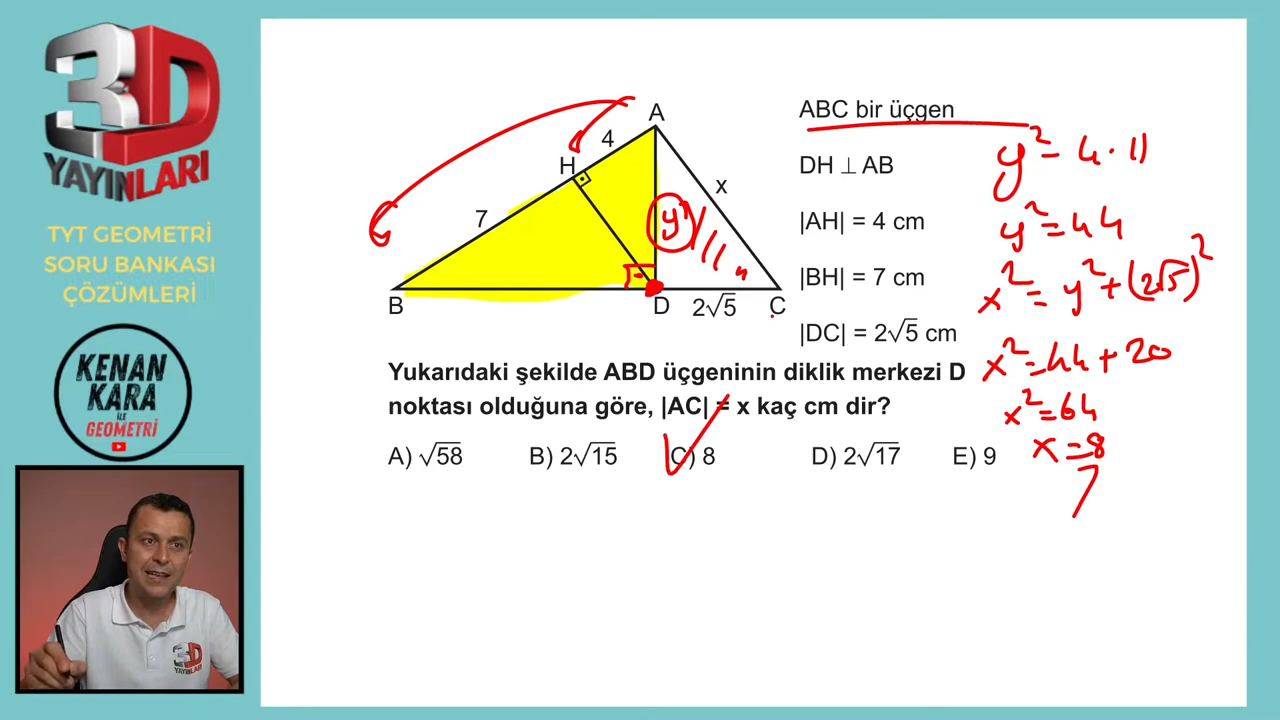 3D
YAYINLARI
TYT GEOMETRİ
SORU BANKASI
ÇÖZÜMLERİ
KENAN
KARA
İLE
GEOMETRİ
3D
YAYINLARI
A
4
H
7
y
x
B
D
2√5
C
ABC bir üçgen
DH ⊥ AB
|AH| = 4 cm
|BH| = 7 cm
|DC| = 2√5 cm
Yukarıdaki şekilde ABD üçgeninin diklik merkezi D
noktası olduğuna göre, |AC| = x kaç cm dir?
A) √58 B) 2√15 C) 8 D) 2√17 E) 9
y² = 4·11
y² = 44
x² = y² + (2√5)²
x² = 44 + 20
x² = 64
x = 8